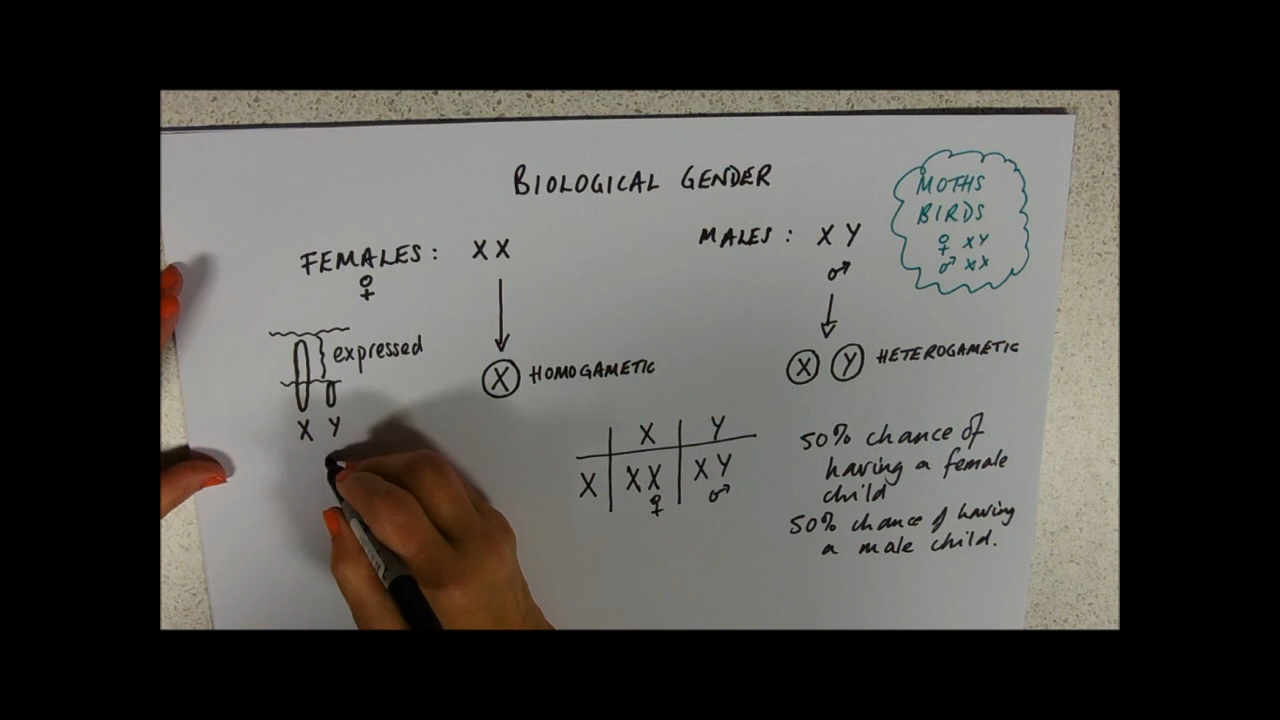 BIOLOGICAL GENDER
FEMALES : XX
♀
X HOMOGAMETIC
expressed
X Y
MALES : XY
♂
X Y HETEROGAMETIC
MOTHS
BIRDS
♀ XY
♂ XX
X Y
X XX XY
♀ ♂
50% chance of
having a female
child
50% chance of having
a male child.